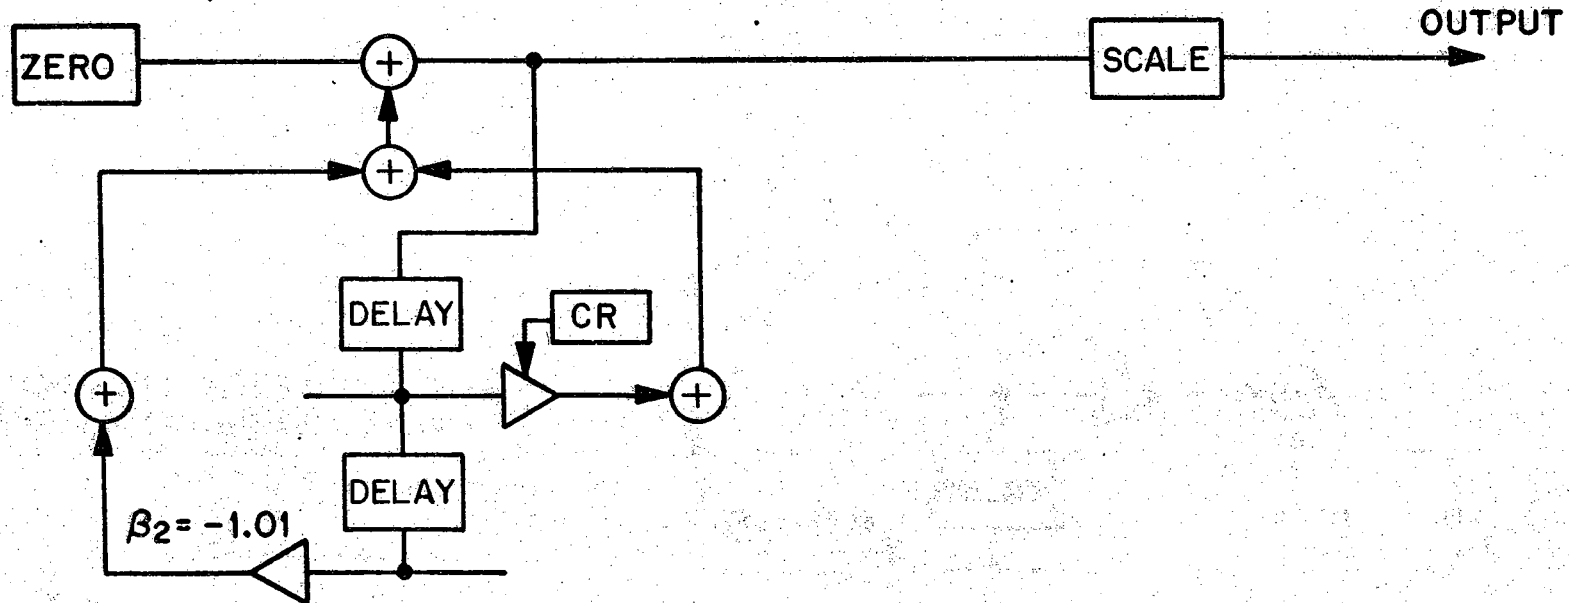 OUTPUT
ZERO
+
SCALE
+
DELAY
CR
+
+
DELAY
β2 = -1.01